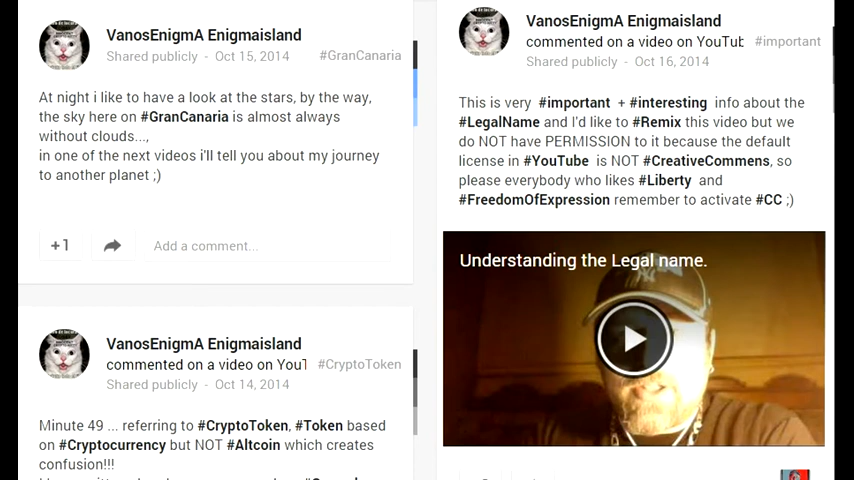 VanosEnigmA Enigmaisland
Shared publicly - Oct 15, 2014
#GranCanaria
At night i like to have a look at the stars, by the way,
the sky here on #GranCanaria is almost always
without clouds...,
in one of the next videos i'll tell you about my journey
to another planet ;)
+1
Add a comment...
VanosEnigmA Enigmaisland
commented on a video on YouT
#CryptoToken
Shared publicly - Oct 14, 2014
Minute 49 ... referring to #CryptoToken, #Token based
on #Cryptocurrency but NOT #Altcoin which creates
confusion!!!
VanosEnigmA Enigmaisland
commented on a video on YouTub
#important
Shared publicly - Oct 16, 2014
This is very #important + #interesting info about the
#LegalName and I'd like to #Remix this video but we
do NOT have PERMISSION to it because the default
license in #YouTube is NOT #CreativeCommens, so
please everybody who likes #Liberty and
#FreedomOfExpression remember to activate #CC ;)
Understanding the Legal name.